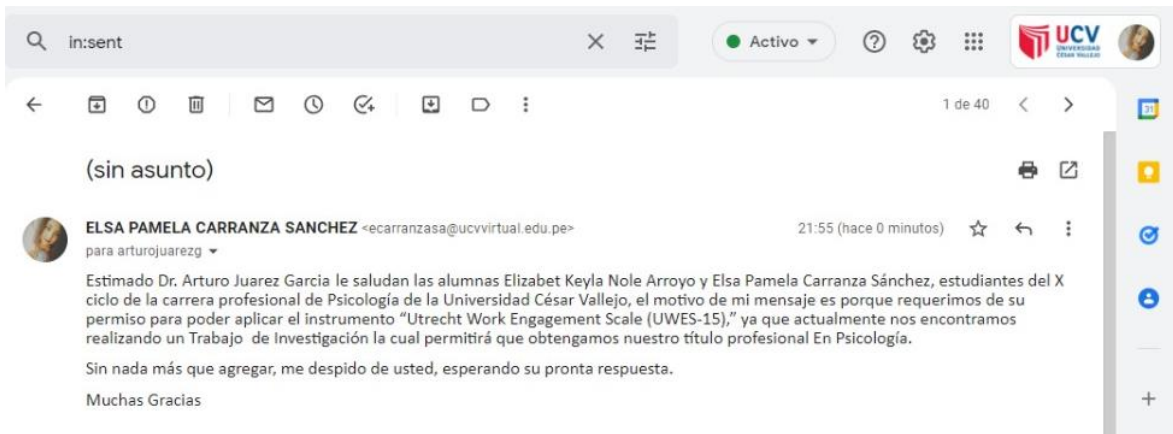 in:sent
Activo
UCV
UNIVERSIDAD
CÉSAR VALLEJO
1 de 40
31
(sin asunto)
ELSA PAMELA CARRANZA SANCHEZ <ecarranzasa@ucvvirtual.edu.pe>
21:55 (hace 0 minutos)
para arturojuarezg
Estimado Dr. Arturo Juarez Garcia le saludan las alumnas Elizabet Keyla Nole Arroyo y Elsa Pamela Carranza Sánchez, estudiantes del X
ciclo de la carrera profesional de Psicología de la Universidad César Vallejo, el motivo de mi mensaje es porque requerimos de su
permiso para poder aplicar el instrumento “Utrecht Work Engagement Scale (UWES-15),” ya que actualmente nos encontramos
realizando un Trabajo de Investigación la cual permitirá que obtengamos nuestro título profesional En Psicología.
Sin nada más que agregar, me despido de usted, esperando su pronta respuesta.
Muchas Gracias